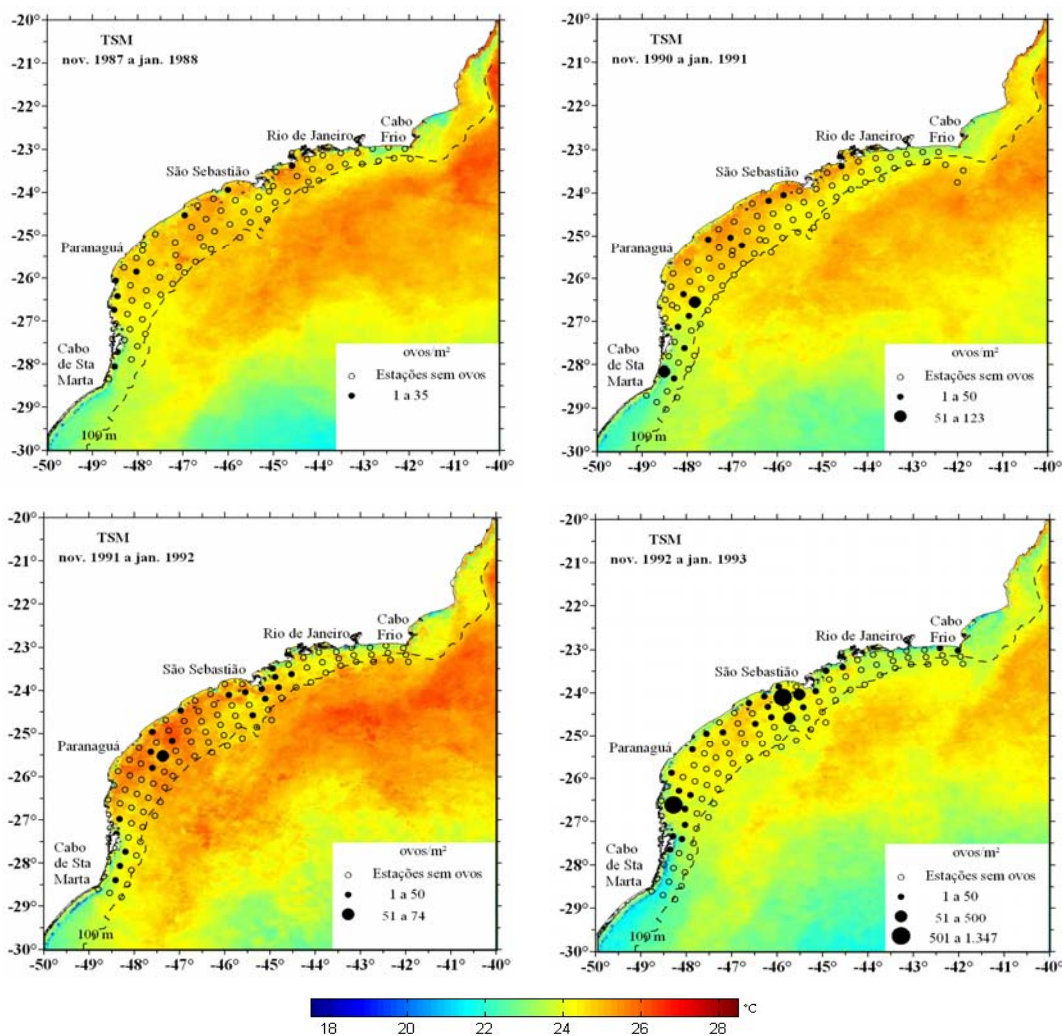 TSM
nov. 1987 a jan. 1988
-20°
-21°
-22°
-23°
-24°
-25°
-26°
-27°
-28°
-29°
-30°
Cabo
Frio
Rio de Janeiro
São Sebastião
Paranaguá
Cabo
de Sta
Marta
100 m
ovos/m²
Estações sem ovos
1 a 35
-50° -49° -48° -47° -46° -45° -44° -43° -42° -41° -40°
TSM
nov. 1990 a jan. 1991
-20°
-21°
-22°
-23°
-24°
-25°
-26°
-27°
-28°
-29°
-30°
Cabo
Frio
Rio de Janeiro
São Sebastião
Paranaguá
Cabo
de Sta
Marta
100 m
ovos/m²
Estações sem ovos
1 a 50
51 a 123
-50° -49° -48° -47° -46° -45° -44° -43° -42° -41° -40°
TSM
nov. 1991 a jan. 1992
-20°
-21°
-22°
-23°
-24°
-25°
-26°
-27°
-28°
-29°
-30°
Cabo
Frio
Rio de Janeiro
São Sebastião
Paranaguá
Cabo
de Sta
Marta
100 m
ovos/m²
Estações sem ovos
1 a 50
51 a 74
-50° -49° -48° -47° -46° -45° -44° -43° -42° -41° -40°
TSM
nov. 1992 a jan. 1993
-20°
-21°
-22°
-23°
-24°
-25°
-26°
-27°
-28°
-29°
-30°
Cabo
Frio
Rio de Janeiro
São Sebastião
Paranaguá
Cabo
de Sta
Marta
100 m
ovos/m²
Estações sem ovos
1 a 50
51 a 500
501 a 1.347
-50° -49° -48° -47° -46° -45° -44° -43° -42° -41° -40°
18 20 22 24 26 28 °C